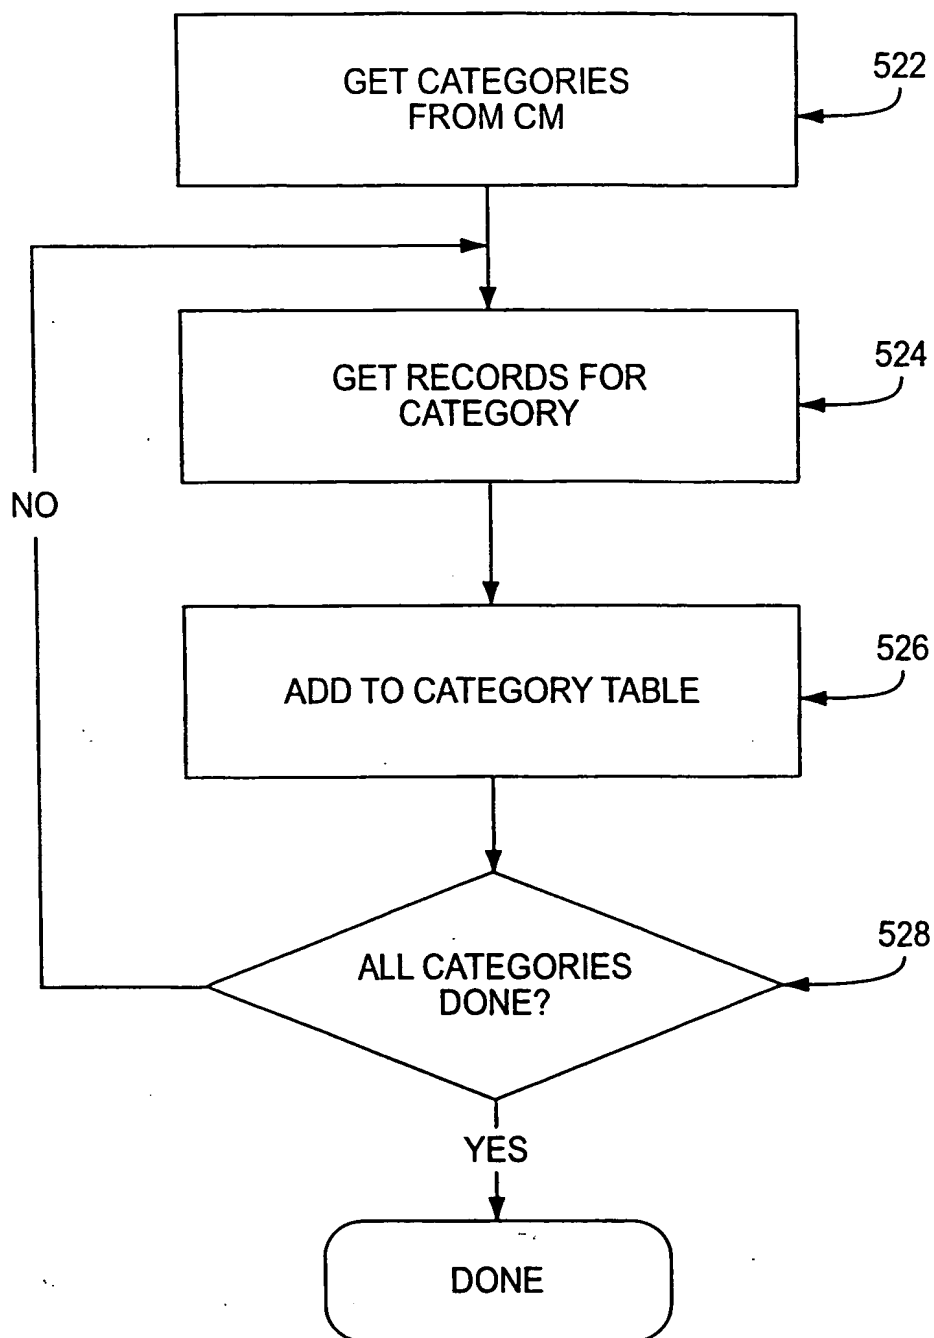 GET CATEGORIES
FROM CM
522
GET RECORDS FOR
CATEGORY
524
NO
ADD TO CATEGORY TABLE
526
ALL CATEGORIES
DONE?
528
YES
DONE